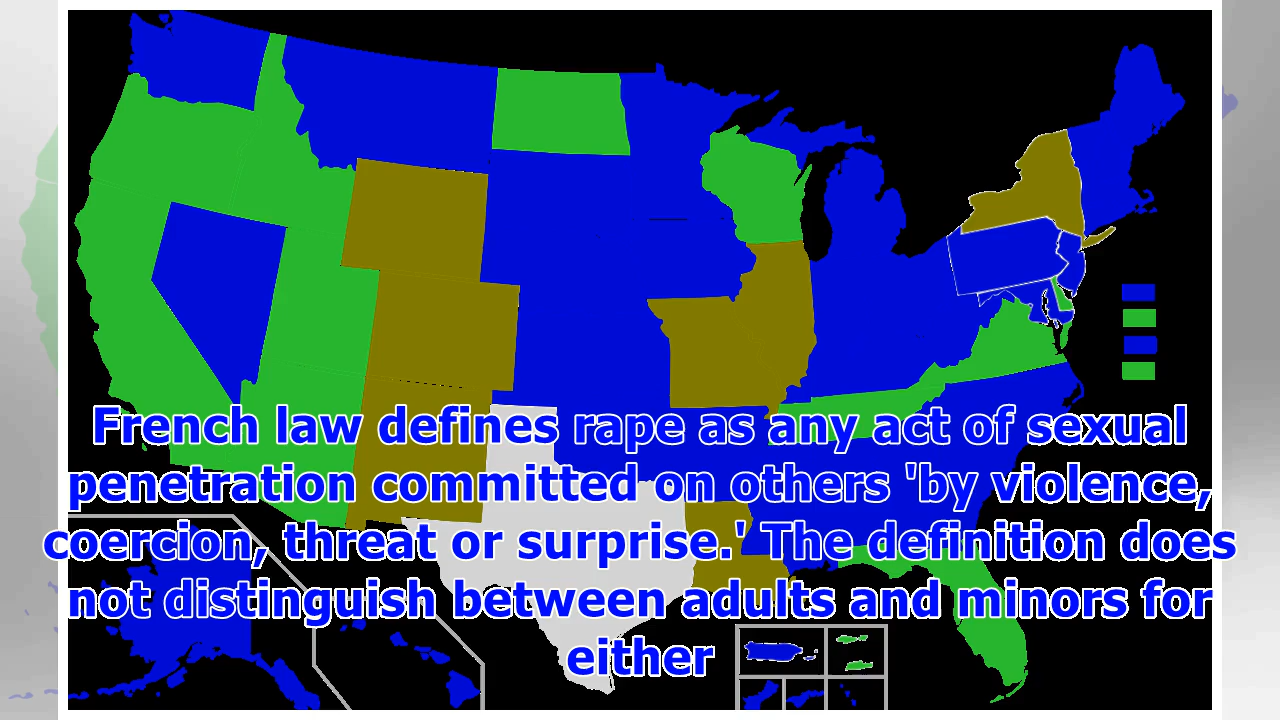 French law defines rape as any act of sexual
penetration committed on others 'by violence,
coercion, threat or surprise.' The definition does
not distinguish between adults and minors for
either